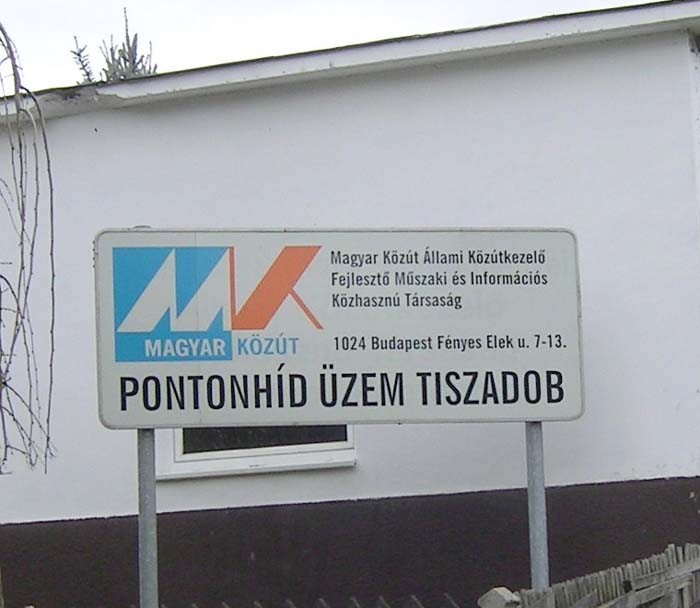 Magyar Közút Állami Közútkezelő
Fejlesztő Műszaki és Információs
Közhasznú Társaság
MK
MAGYAR KÖZÚT
1024 Budapest Fényes Elek u. 7-13.
PONTONHÍD ÜZEM TISZADOB